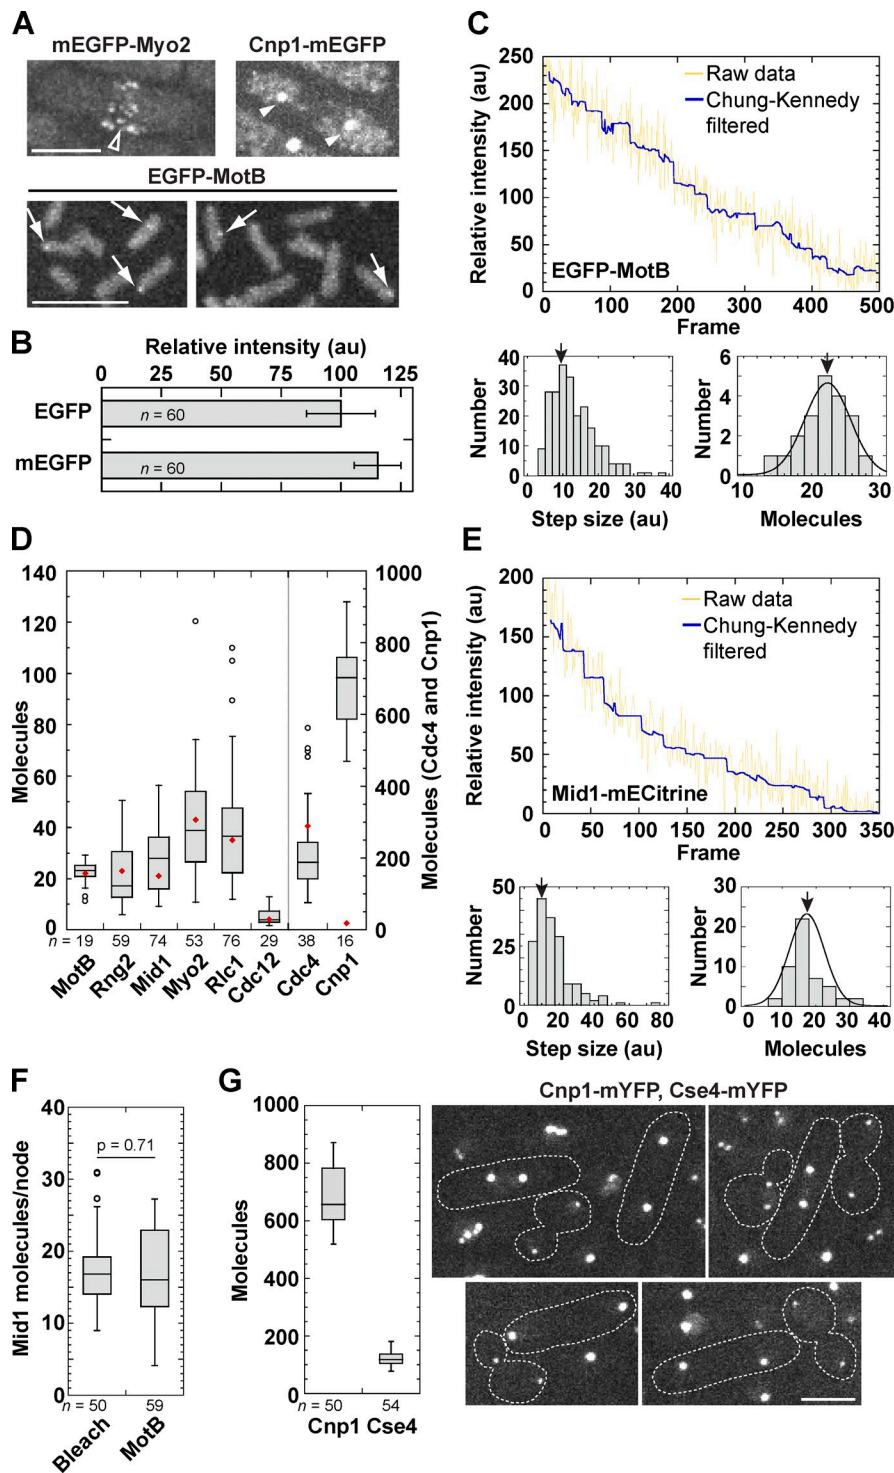 A
mEGFP-Myo2 Cnp1-mEGFP
EGFP-MotB
B
Relative intensity (au)
0 25 50 75 100 125
EGFP n = 60
mEGFP n = 60
C
Relative intensity (au)
250
200
150
100
50
0
Raw data
Chung-Kennedy
filtered
EGFP-MotB
0 100 200 300 400 500
Frame
Number
40
30
20
10
0
0 10 20 30 40
Step size (au)
Number
6
4
2
0
10 20 30
Molecules
D
Molecules
140
120
100
80
60
40
20
0
1000
800
600
400
200
0
Molecules (Cdc4 and Cnp1)
n = 19 59 74 53 76 29 38 16
MotB Rng2 Mid1 Myo2 Rlc1 Cdc12 Cdc4 Cnp1
E
Relative intensity (au)
200
150
100
50
0
Raw data
Chung-Kennedy
filtered
Mid1-mECitrine
0 50 100 150 200 250 300 350
Frame
Number
50
25
0
0 20 40 60 80
Step size (au)
Number
30
20
10
0
0 10 20 30 40
Molecules
F
Mid1 molecules/node
40
30
20
10
0
p = 0.71
n = 50 59
Bleach MotB
G
Molecules
1000
800
600
400
200
0
n = 50 54
Cnp1 Cse4
Cnp1-mYFP, Cse4-mYFP